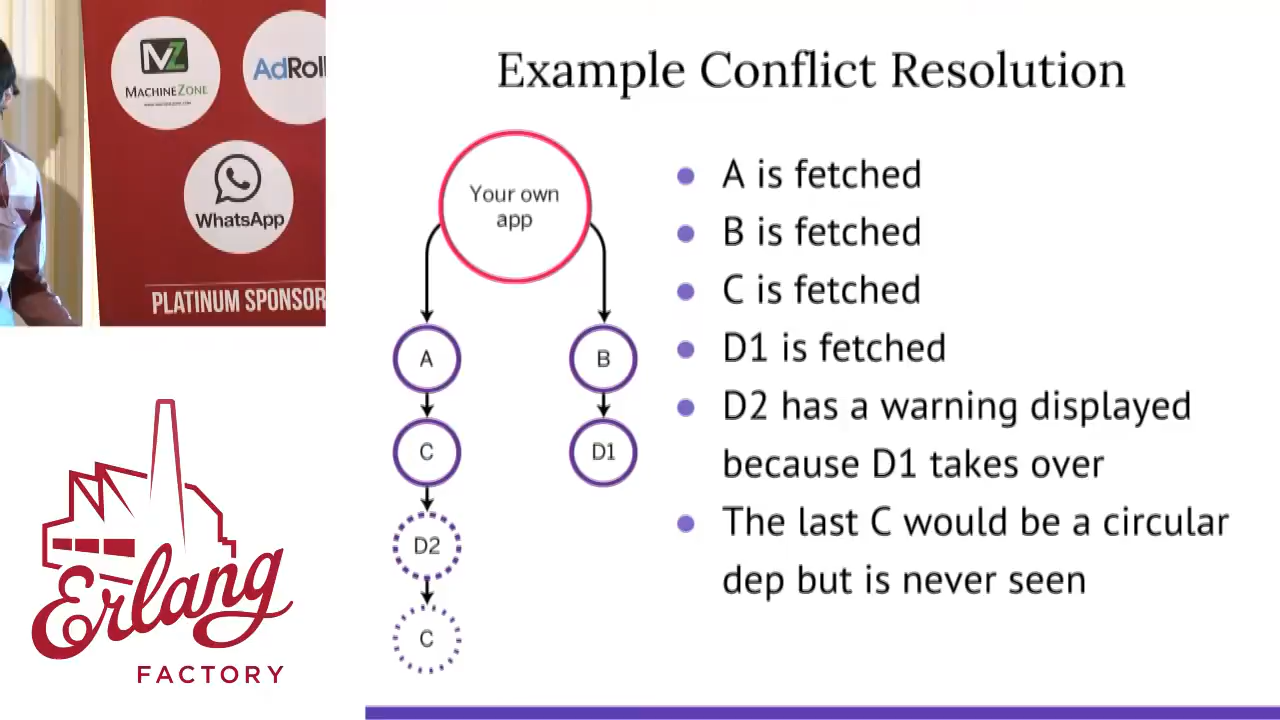 MZ
MACHINEZONE
AdRoll
WhatsApp
PLATINUM SPONSOR
Erlang
FACTORY
Example Conflict Resolution
Your own
app
A
B
C
D1
D2
C
A is fetched
B is fetched
C is fetched
D1 is fetched
D2 has a warning displayed
because D1 takes over
The last C would be a circular
dep but is never seen